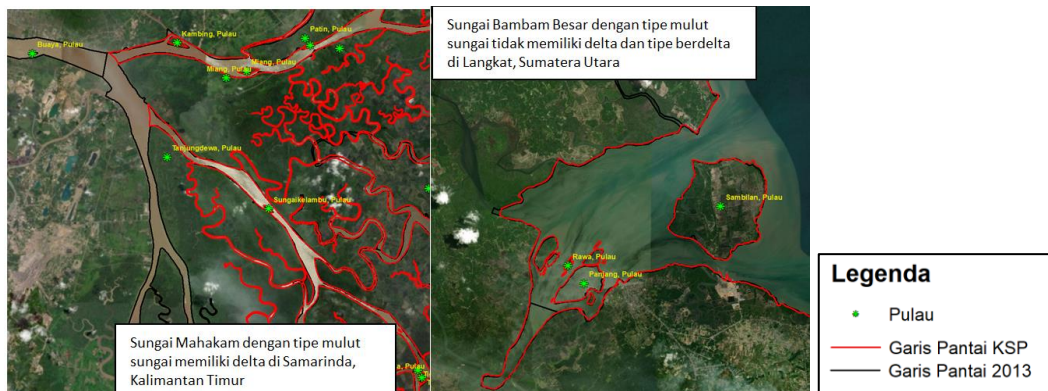 Buaya, Pulau
Kambing, Pulau
Patin, Pulau
Miang, Pulau
Miang, Pulau
Tanjungdewa, Pulau
Sungaikelambu, Pulau
Pulau
Sungai Mahakam dengan tipe mulut
sungai memiliki delta di Samarinda,
Kalimantan Timur
Sungai Bambam Besar dengan tipe mulut
sungai tidak memiliki delta dan tipe berdelta
di Langkat, Sumatera Utara
Sambilan, Pulau
Rawa, Pulau
Panjang, Pulau
Legenda
Pulau
Garis Pantai KSP
Garis Pantai 2013